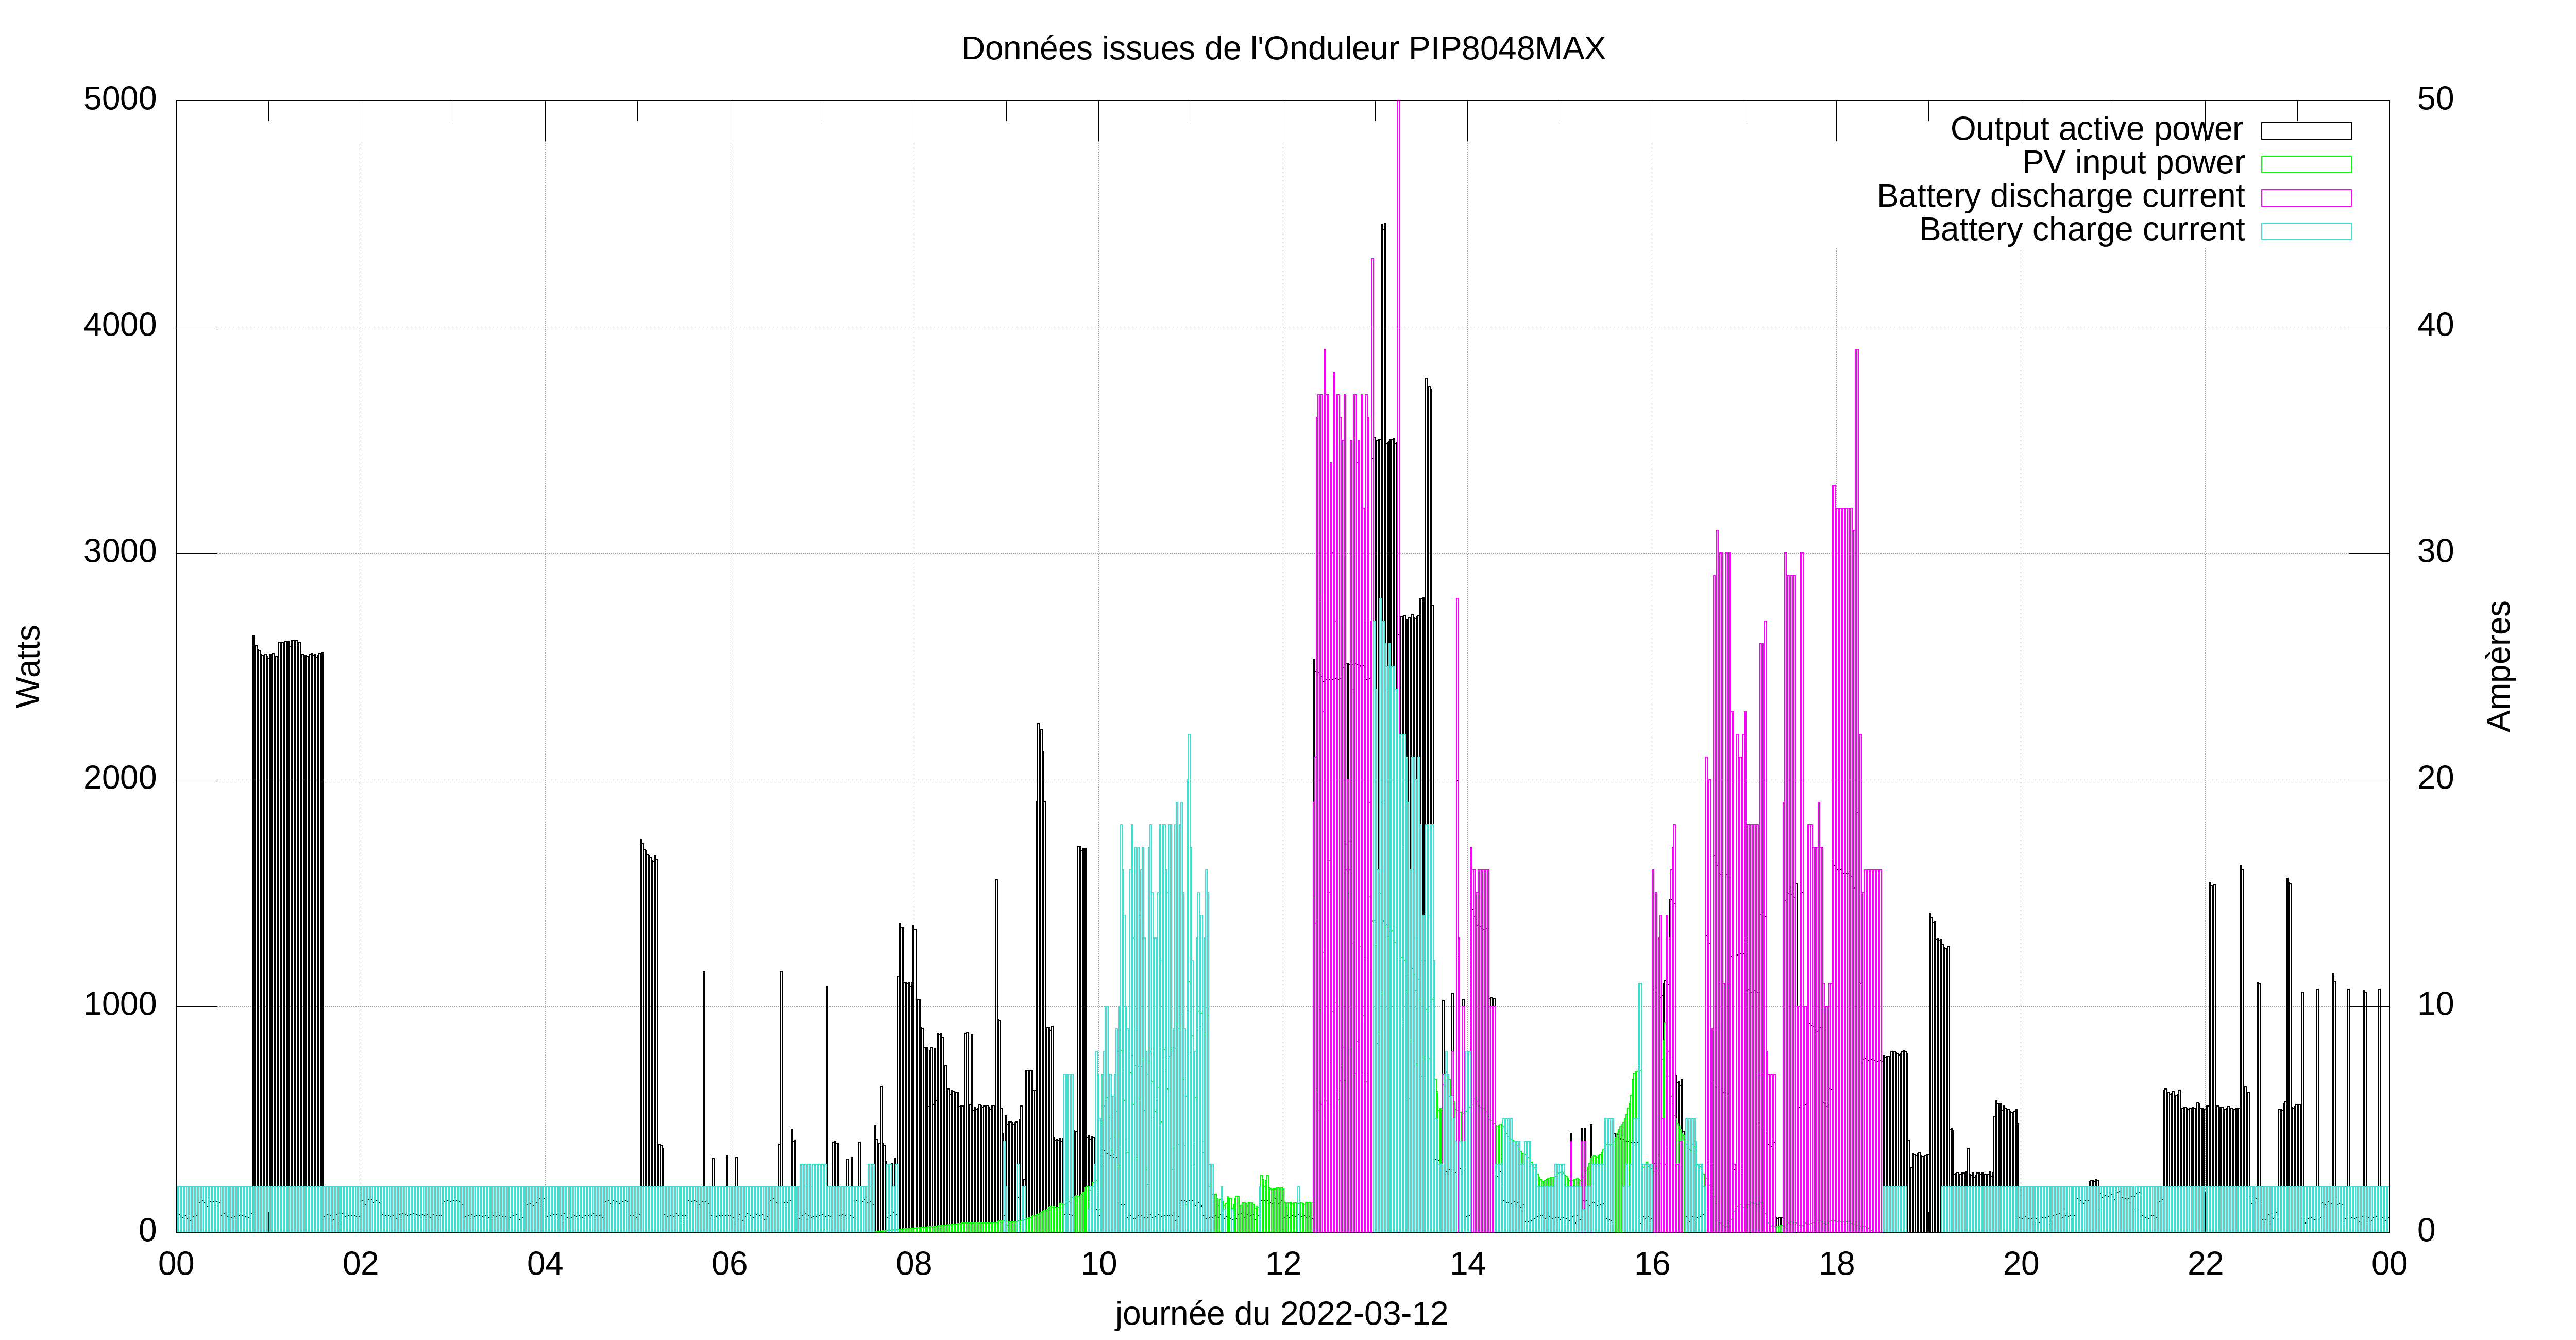 Données issues de l'Onduleur PIP8048MAX
5000
4000
3000
2000
1000
0
Watts
50
40
30
20
10
0
Ampères
Output active power
PV input power
Battery discharge current
Battery charge current
00 02 04 06 08 10 12 14 16 18 20 22 00
journée du 2022-03-12